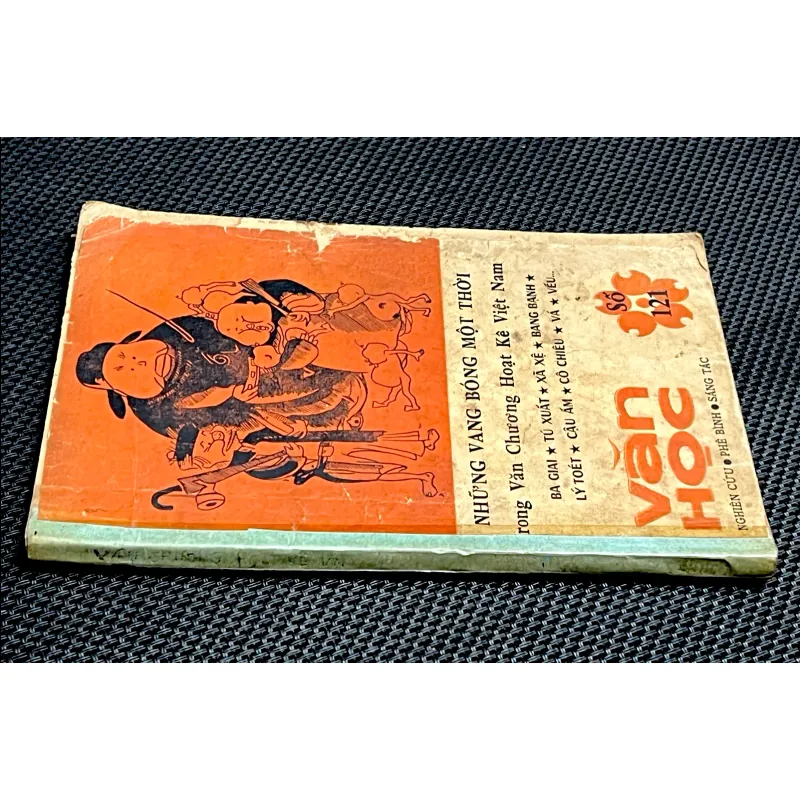 NHỮNG VANG BÓNG MỘT THỜI
rong Văn Chương Hoạt Kê Việt Nam
BA GIAI ★ TÚ XUẤT ★ XÃ XỆ ★ BANG BẠNH ★
LÝ TOÉT ★ CẬU ẤM ★ CÔ CHIÊU ★ VÁ ★ VẾU...
VĂN
HỌC
Số
121
NGHIÊN CỨU ● PHÊ BÌNH ● SÁNG TÁC